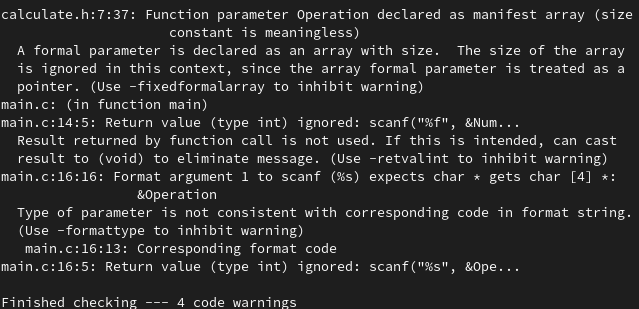 calculate.h:7:37: Function parameter Operation declared as manifest array (size
constant is meaningless)
A formal parameter is declared as an array with size.  The size of the array
is ignored in this context, since the array formal parameter is treated as a
pointer. (Use -fixedformalarray to inhibit warning)
main.c: (in function main)
main.c:14:5: Return value (type int) ignored: scanf("%f", &Num...
Result returned by function call is not used. If this is intended, can cast
result to (void) to eliminate message. (Use -retvalint to inhibit warning)
main.c:16:16: Format argument 1 to scanf (%s) expects char * gets char [4] *:
&Operation
Type of parameter is not consistent with corresponding code in format string.
(Use -formattype to inhibit warning)
main.c:16:13: Corresponding format code
main.c:16:5: Return value (type int) ignored: scanf("%s", &Ope...
Finished checking --- 4 code warnings